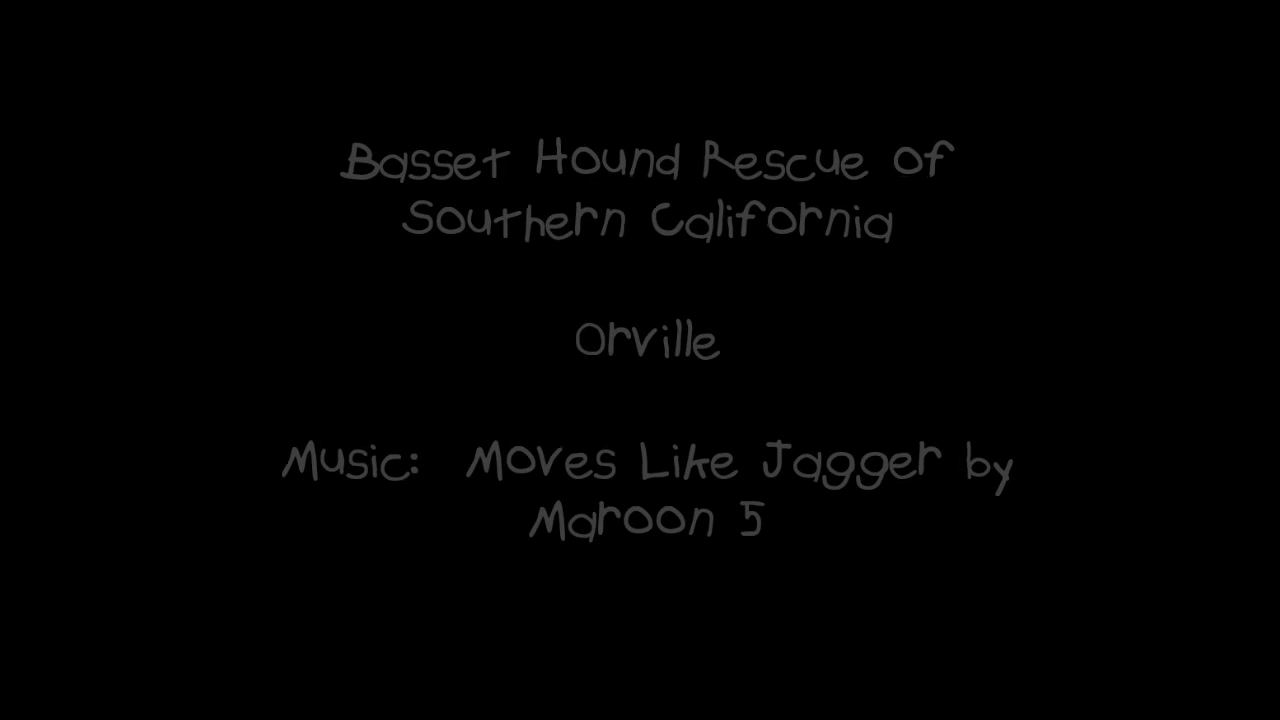 Basset Hound Rescue of
Southern California
Orville
Music: Moves Like Jagger by
Maroon 5